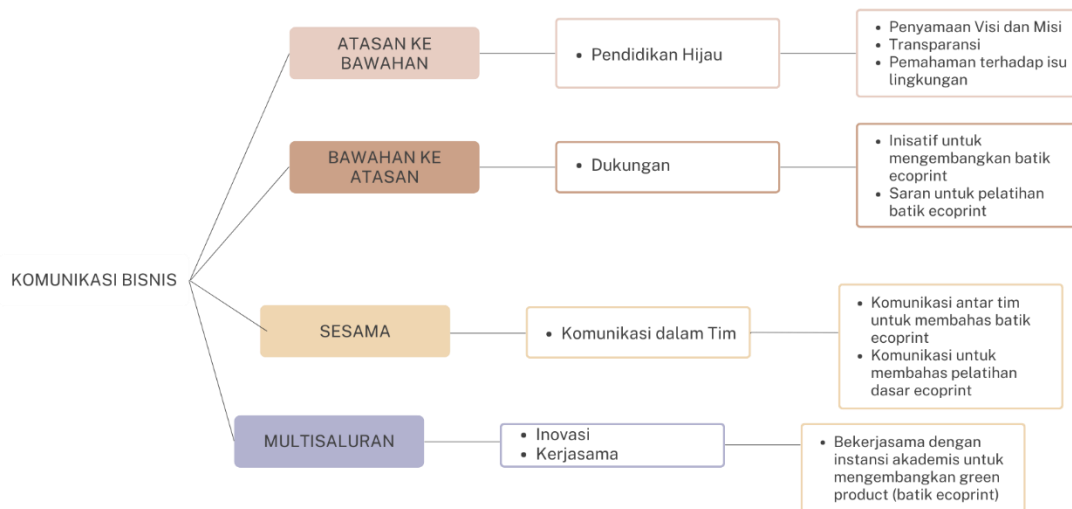 KOMUNIKASI BISNIS
ATASAN KE
BAWAHAN
• Pendidikan Hijau
• Penyamaan Visi dan Misi
• Transparansi
• Pemahaman terhadap isu
lingkungan
BAWAHAN KE
ATASAN
• Dukungan
• Inisatif untuk
mengembangkan batik
ecoprint
• Saran untuk pelatihan
batik ecoprint
SESAMA
• Komunikasi dalam Tim
• Komunikasi antar tim
untuk membahas batik
ecoprint
• Komunikasi untuk
membahas pelatihan
dasar ecoprint
MULTISALURAN
• Inovasi
• Kerjasama
• Bekerjasama dengan
instansi akademis untuk
mengembangkan green
product (batik ecoprint)